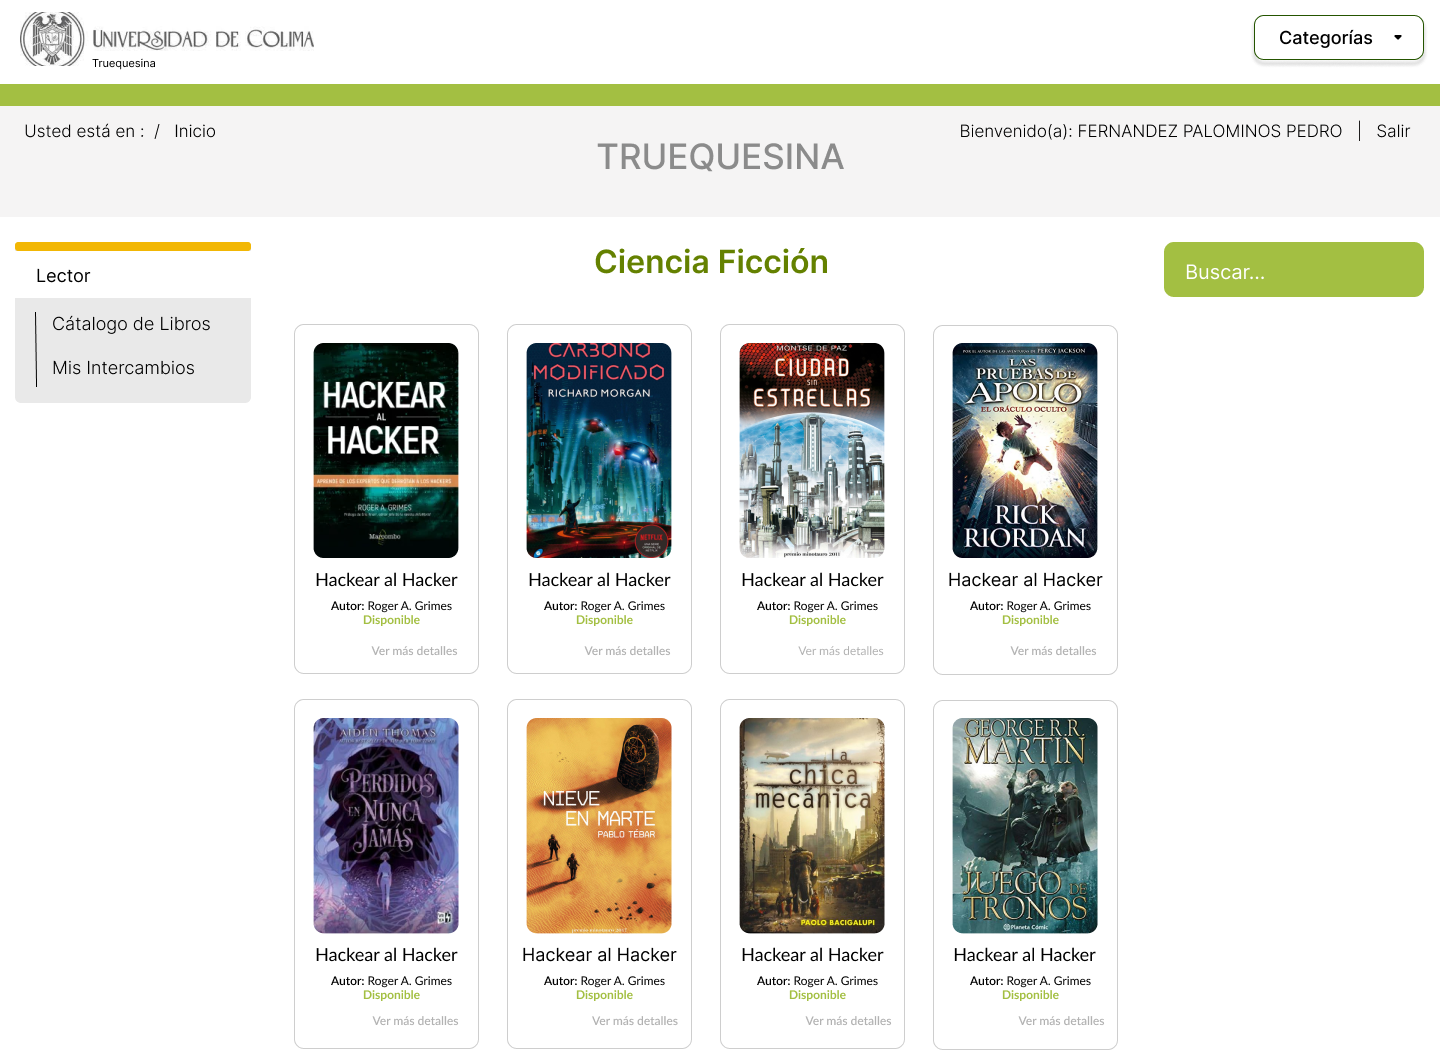 UNIVERSIDAD DE COLIMA
Truequesina
Categorías
Usted está en : / Inicio
Bienvenido(a): FERNANDEZ PALOMINOS PEDRO | Salir
TRUEQUESINA
Lector
Cátalogo de Libros
Mis Intercambios
Ciencia Ficción
Buscar...
HACKEAR
AL
HACKER
APRENDE DE LOS EXPERTOS QUE DERROTAN A LOS HACKERS
ROGER A. GRIMES
Marcombo
Hackear al Hacker
Autor: Roger A. Grimes
Disponible
Ver más detalles
CARBONO
MODIFICADO
RICHARD MORGAN
NETFLIX
Hackear al Hacker
Autor: Roger A. Grimes
Disponible
Ver más detalles
MONTSE DE PAZ
CIUDAD
SIN
ESTRELLAS
premio minotauro 2011
Hackear al Hacker
Autor: Roger A. Grimes
Disponible
Ver más detalles
POR EL AUTOR DE LAS AVENTURAS DE PERCY JACKSON
LAS
PRUEBAS DE
APOLO
EL ORÁCULO OCULTO
RICK
RIORDAN
Hackear al Hacker
Autor: Roger A. Grimes
Disponible
Ver más detalles
AIDEN THOMAS
PERDIDOS
EN NUNCA
JAMÁS
Hackear al Hacker
Autor: Roger A. Grimes
Disponible
Ver más detalles
NIEVE
EN MARTE
PABLO TÉBAR
premio minotauro 2017
Hackear al Hacker
Autor: Roger A. Grimes
Disponible
Ver más detalles
La
chica
mecánica
PAOLO BACIGALUPI
Hackear al Hacker
Autor: Roger A. Grimes
Disponible
Ver más detalles
GEORGE R.R.
MARTIN
JUEGO DE
TRONOS
Planeta Cómic
Hackear al Hacker
Autor: Roger A. Grimes
Disponible
Ver más detalles